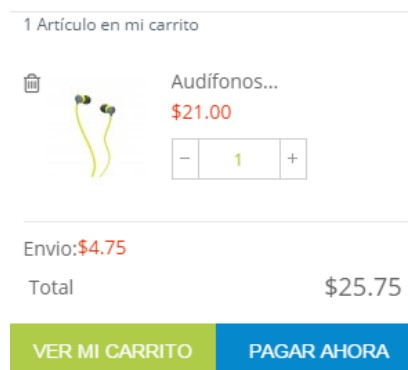 1 Artículo en mi carrito
Audífonos...
$21.00
− 1 +
Envio:$4.75
Total $25.75
VER MI CARRITO PAGAR AHORA